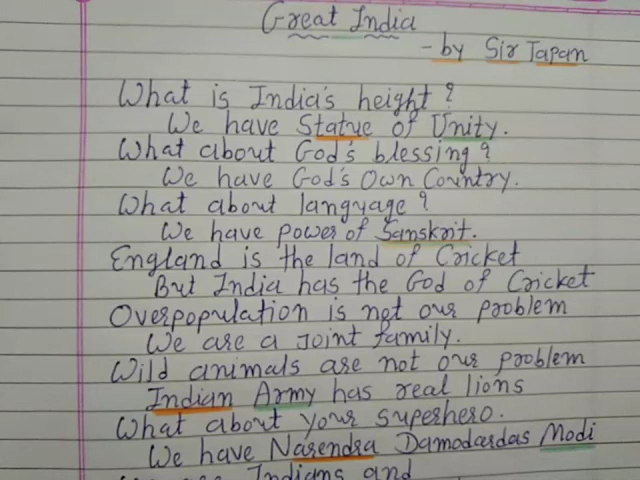 Great India
- by Sir Tapan
What is India's height?
We have Statue of Unity.
What about God's blessing?
We have God's Own Country.
What about language?
We have power of Sanskrit.
England is the land of Cricket
But India has the God of Cricket
Overpopulation is not our problem
We are a Joint family.
Wild animals are not our problem
Indian Army has real lions
What about your superhero.
We have Narendra Damodardas Modi
Indians and